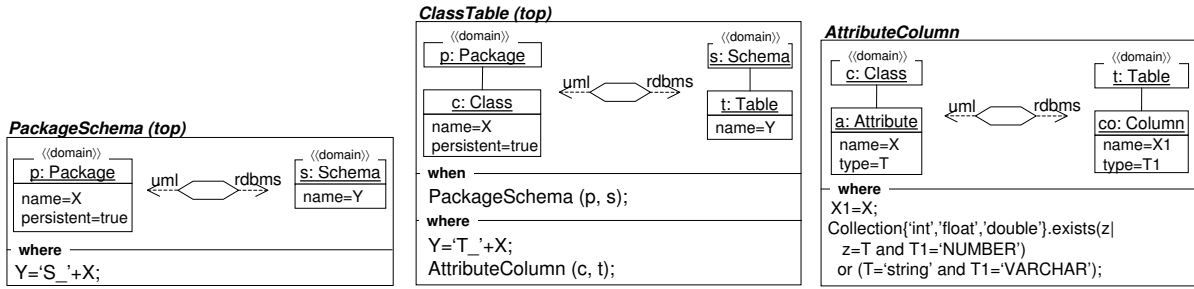 PackageSchema (top)
⟨⟨domain⟩⟩
p: Package
name=X
persistent=true
uml
rdbms
⟨⟨domain⟩⟩
s: Schema
name=Y
where
Y=‘S_’+X;
ClassTable (top)
⟨⟨domain⟩⟩
p: Package
c: Class
name=X
persistent=true
uml
rdbms
⟨⟨domain⟩⟩
s: Schema
t: Table
name=Y
when
PackageSchema (p, s);
where
Y=‘T_’+X;
AttributeColumn (c, t);
AttributeColumn
⟨⟨domain⟩⟩
c: Class
a: Attribute
name=X
type=T
uml
rdbms
⟨⟨domain⟩⟩
t: Table
co: Column
name=X1
type=T1
where
X1=X;
Collection{‘int’,‘float’,‘double’}.exists(z|
z=T and T1=‘NUMBER’)
or (T=‘string’ and T1=‘VARCHAR’);